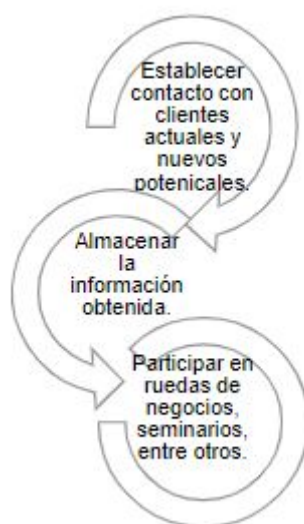 Establecer
contacto con
clientes
actuales y
nuevos
potenicales.
Almacenar
la
información
obtenida.
Participar en
ruedas de
negocios,
seminarios,
entre otros.